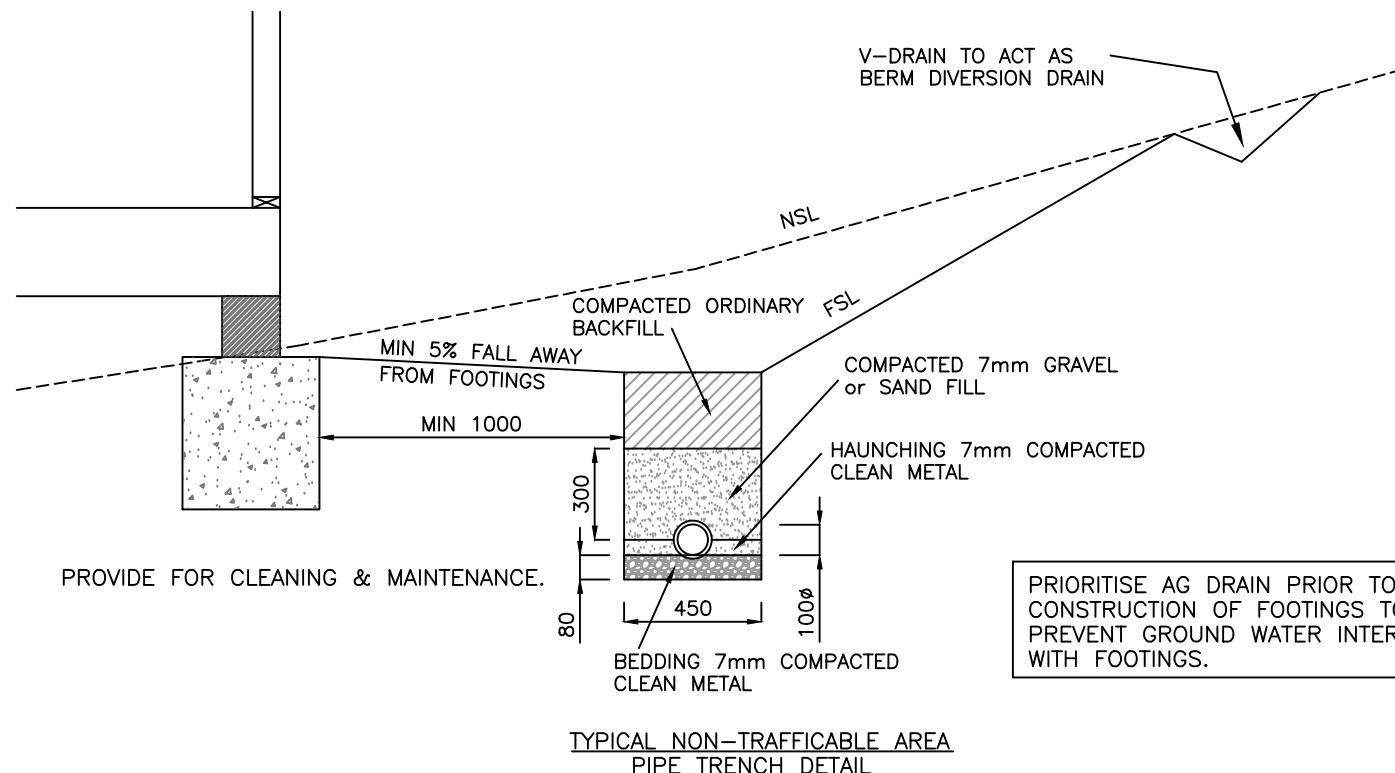 V-DRAIN TO ACT AS
BERM DIVERSION DRAIN
NSL
COMPACTED ORDINARY
BACKFILL
FSL
MIN 5% FALL AWAY
FROM FOOTINGS
COMPACTED 7mm GRAVEL
or SAND FILL
MIN 1000
HAUNCHING 7mm COMPACTED
CLEAN METAL
300
PROVIDE FOR CLEANING & MAINTENANCE.
80
450
100ø
BEDDING 7mm COMPACTED
CLEAN METAL
PRIORITISE AG DRAIN PRIOR TO
CONSTRUCTION OF FOOTINGS
PREVENT GROUND WATER
WITH FOOTINGS.
TYPICAL NON-TRAFFICABLE AREA
PIPE TRENCH DETAIL